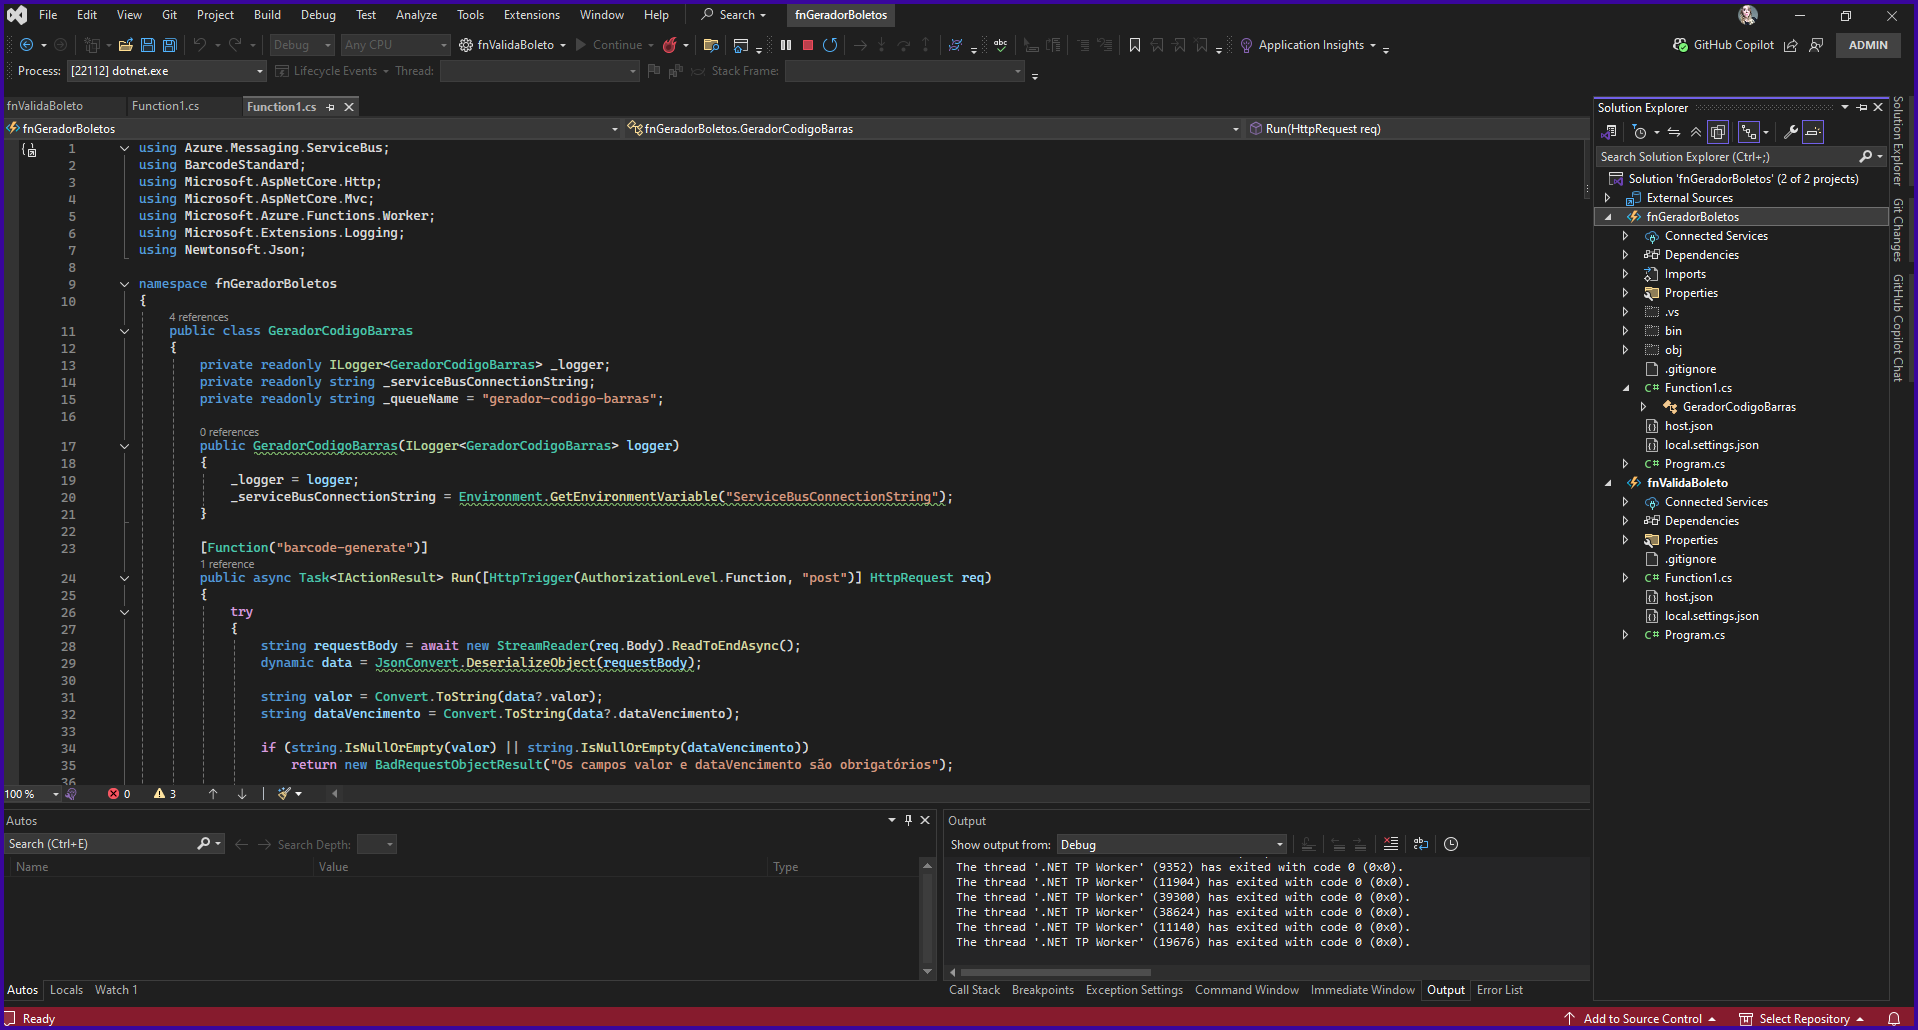 File Edit View Git Project Build Debug Test Analyze Tools Extensions Window Help Search fnGeradorBoletos
Debug Any CPU fnValidaBoleto Continue Application Insights GitHub Copilot ADMIN
Process: [22112] dotnet.exe Lifecycle Events Thread: Stack Frame:
fnValidaBoleto Function1.cs Function1.cs
fnGeradorBoletos fnGeradorBoletos.GeradorCodigoBarras Run(HttpRequest req)
1 using Azure.Messaging.ServiceBus;
2 using BarcodeStandard;
3 using Microsoft.AspNetCore.Http;
4 using Microsoft.AspNetCore.Mvc;
5 using Microsoft.Azure.Functions.Worker;
6 using Microsoft.Extensions.Logging;
7 using Newtonsoft.Json;
8
9 namespace fnGeradorBoletos
10 {
4 references
11 public class GeradorCodigoBarras
12 {
13 private readonly ILogger<GeradorCodigoBarras> _logger;
14 private readonly string _serviceBusConnectionString;
15 private readonly string _queueName = "gerador-codigo-barras";
16
0 references
17 public GeradorCodigoBarras(ILogger<GeradorCodigoBarras> logger)
18 {
19 _logger = logger;
20 _serviceBusConnectionString = Environment.GetEnvironmentVariable("ServiceBusConnectionString");
21 }
22
23 [Function("barcode-generate")]
1 reference
24 public async Task<IActionResult> Run([HttpTrigger(AuthorizationLevel.Function, "post")] HttpRequest req)
25 {
26 try
27 {
28 string requestBody = await new StreamReader(req.Body).ReadToEndAsync();
29 dynamic data = JsonConvert.DeserializeObject(requestBody);
30
31 string valor = Convert.ToString(data?.valor);
32 string dataVencimento = Convert.ToString(data?.dataVencimento);
33
34 if (string.IsNullOrEmpty(valor) || string.IsNullOrEmpty(dataVencimento))
35 return new BadRequestObjectResult("Os campos valor e dataVencimento são obrigatórios");
36
100 % 0 3
Autos
Search (Ctrl+E) Search Depth:
Name Value Type
Autos Locals Watch 1
Output
Show output from: Debug
The thread '.NET TP Worker' (9352) has exited with code 0 (0x0).
The thread '.NET TP Worker' (11904) has exited with code 0 (0x0).
The thread '.NET TP Worker' (39300) has exited with code 0 (0x0).
The thread '.NET TP Worker' (38624) has exited with code 0 (0x0).
The thread '.NET TP Worker' (11140) has exited with code 0 (0x0).
The thread '.NET TP Worker' (19676) has exited with code 0 (0x0).
Call Stack Breakpoints Exception Settings Command Window Immediate Window Output Error List
Solution Explorer
Search Solution Explorer (Ctrl+;)
Solution 'fnGeradorBoletos' (2 of 2 projects)
External Sources
fnGeradorBoletos
Connected Services
Dependencies
Imports
Properties
.vs
bin
obj
.gitignore
C# Function1.cs
GeradorCodigoBarras
host.json
local.settings.json
C# Program.cs
fnValidaBoleto
Connected Services
Dependencies
Properties
.gitignore
C# Function1.cs
host.json
local.settings.json
C# Program.cs
Solution Explorer
Git Changes
GitHub Copilot Chat
Ready Add to Source Control Select Repository